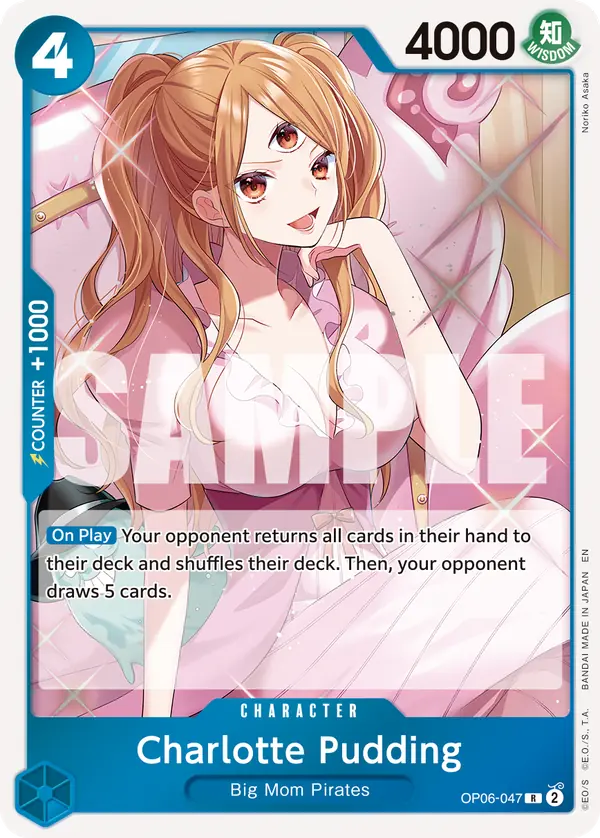 4
4000
知
WISDOM
Noriko Asaka
COUNTER +1000
SAMPLE
On Play Your opponent returns all cards in their hand to
their deck and shuffles their deck. Then, your opponent
draws 5 cards.
CHARACTER
Charlotte Pudding
Big Mom Pirates
OP06-047 R 2
©EO/S ©E.O./S., T.A. BANDAI MADE IN JAPAN EN